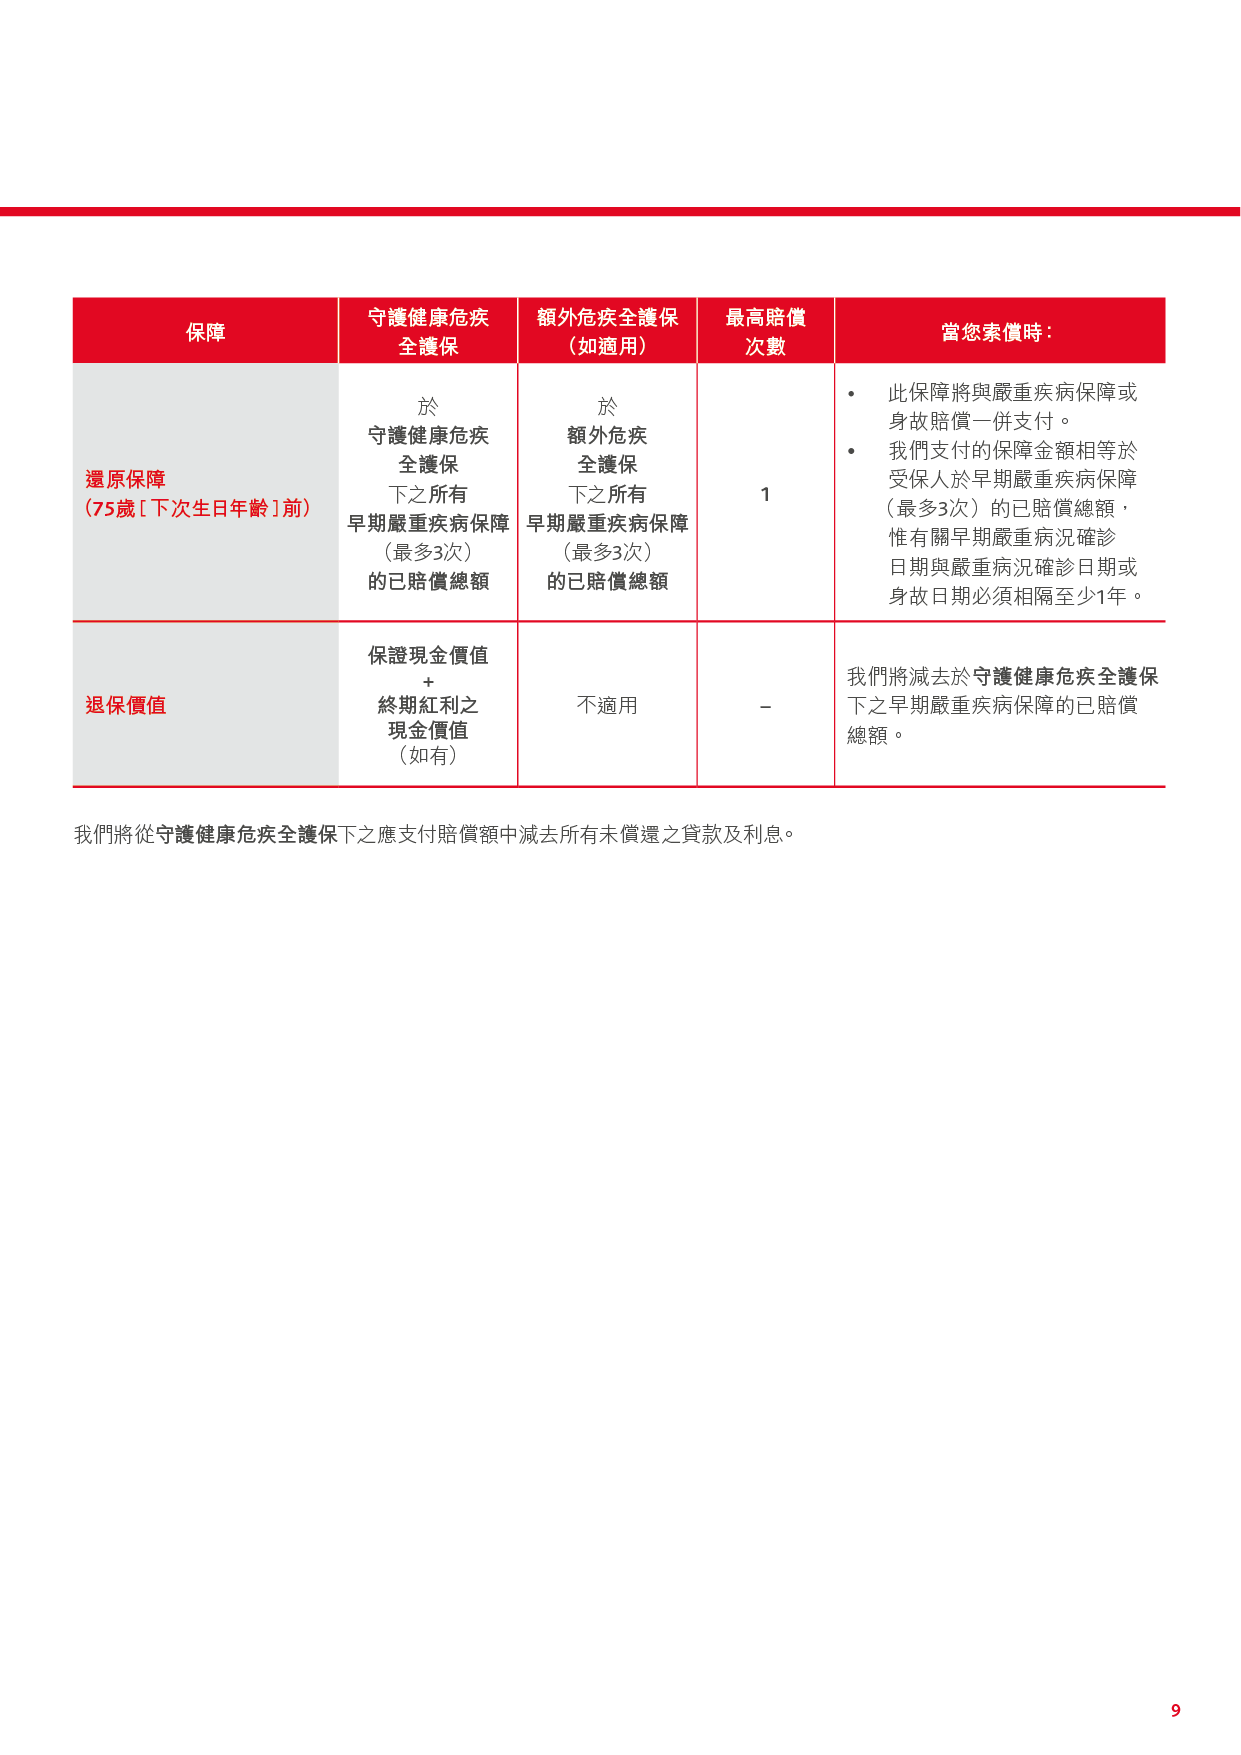 保障
守護健康危疾
全護保
額外危疾全護保
（如適用）
最高賠償
次數
當您索償時：
還原保障
（75歲 [ 下次生日年齡 ] 前）
於
守護健康危疾
全護保
下之所有
早期嚴重疾病保障
（最多3次）
的已賠償總額
於
額外危疾
全護保
下之所有
早期嚴重疾病保障
（最多3次）
的已賠償總額
1
• 此保障將與嚴重疾病保障或
身故賠償一併支付。
• 我們支付的保障金額相等於
受保人於早期嚴重疾病保障
（最多3次）的已賠償總額，
惟有關早期嚴重病況確診
日期與嚴重病況確診日期或
身故日期必須相隔至少1年。
退保價值
保證現金價值
+
終期紅利之
現金價值
（如有）
不適用
–
我們將減去於守護健康危疾全護保
下之早期嚴重疾病保障的已賠償
總額。
我們將從守護健康危疾全護保下之應支付賠償額中減去所有未償還之貸款及利息。
9